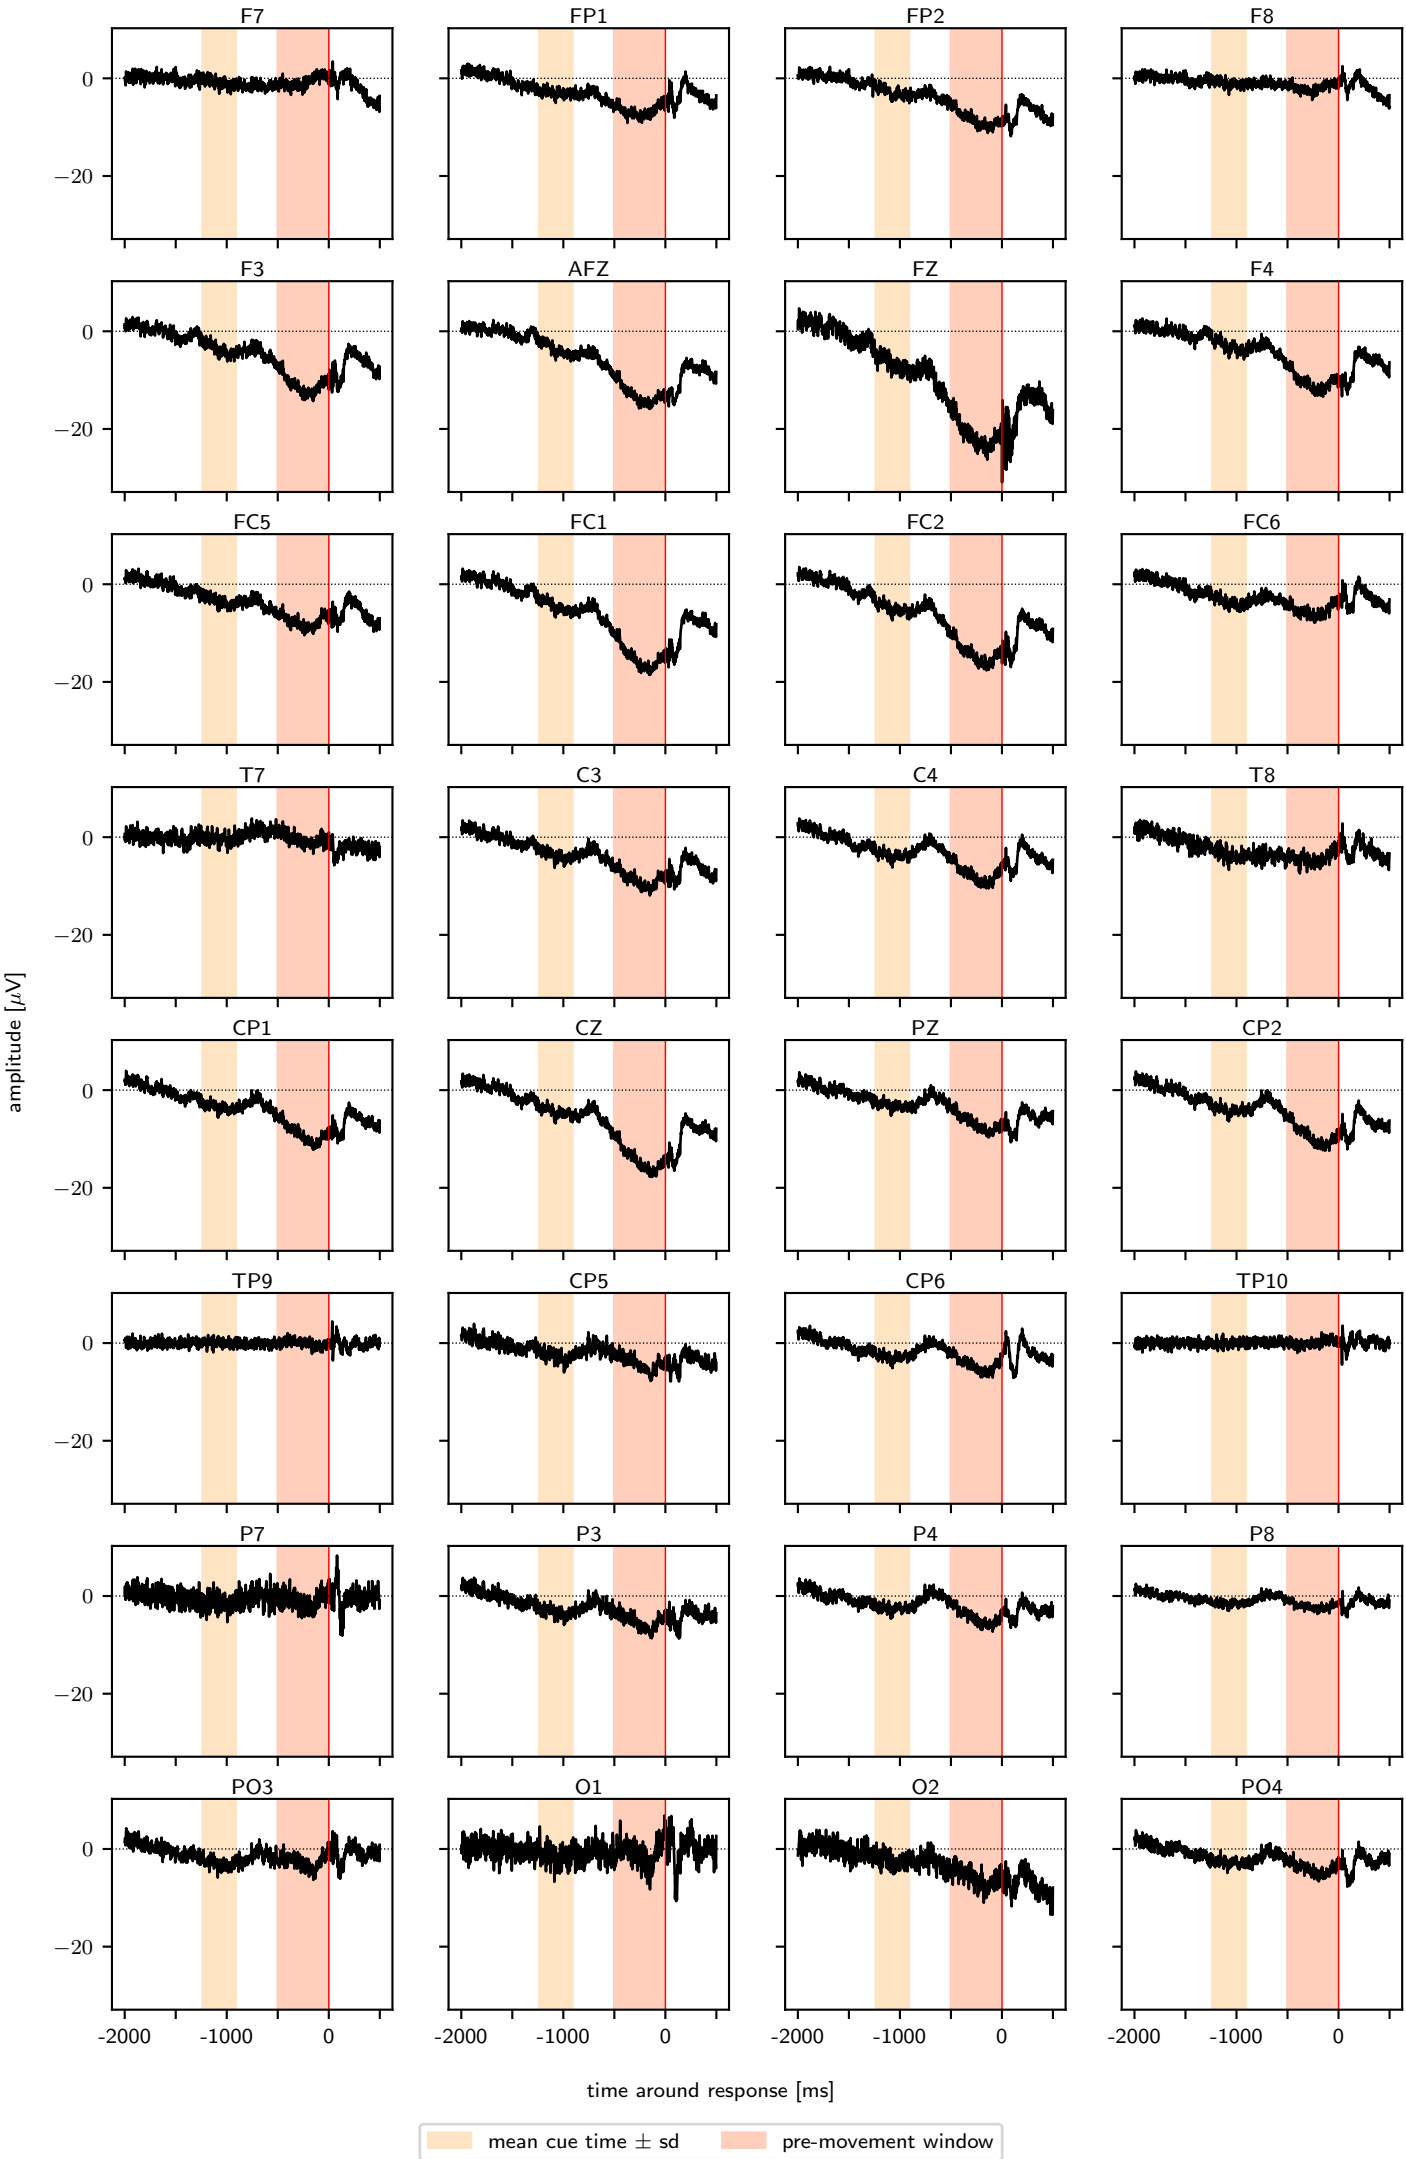 F7 FP1 FP2 F8
0
−20
F3 AFZ FZ F4
0
−20
FC5 FC1 FC2 FC6
0
−20
T7 C3 C4 T8
0
−20
amplitude [μV]
CP1 CZ PZ CP2
0
−20
TP9 CP5 CP6 TP10
0
−20
P7 P3 P4 P8
0
−20
PO3 O1 O2 PO4
0
−20
-2000 -1000 0 -2000 -1000 0 -2000 -1000 0 -2000 -1000 0
time around response [ms]
mean cue time ± sd pre-movement window